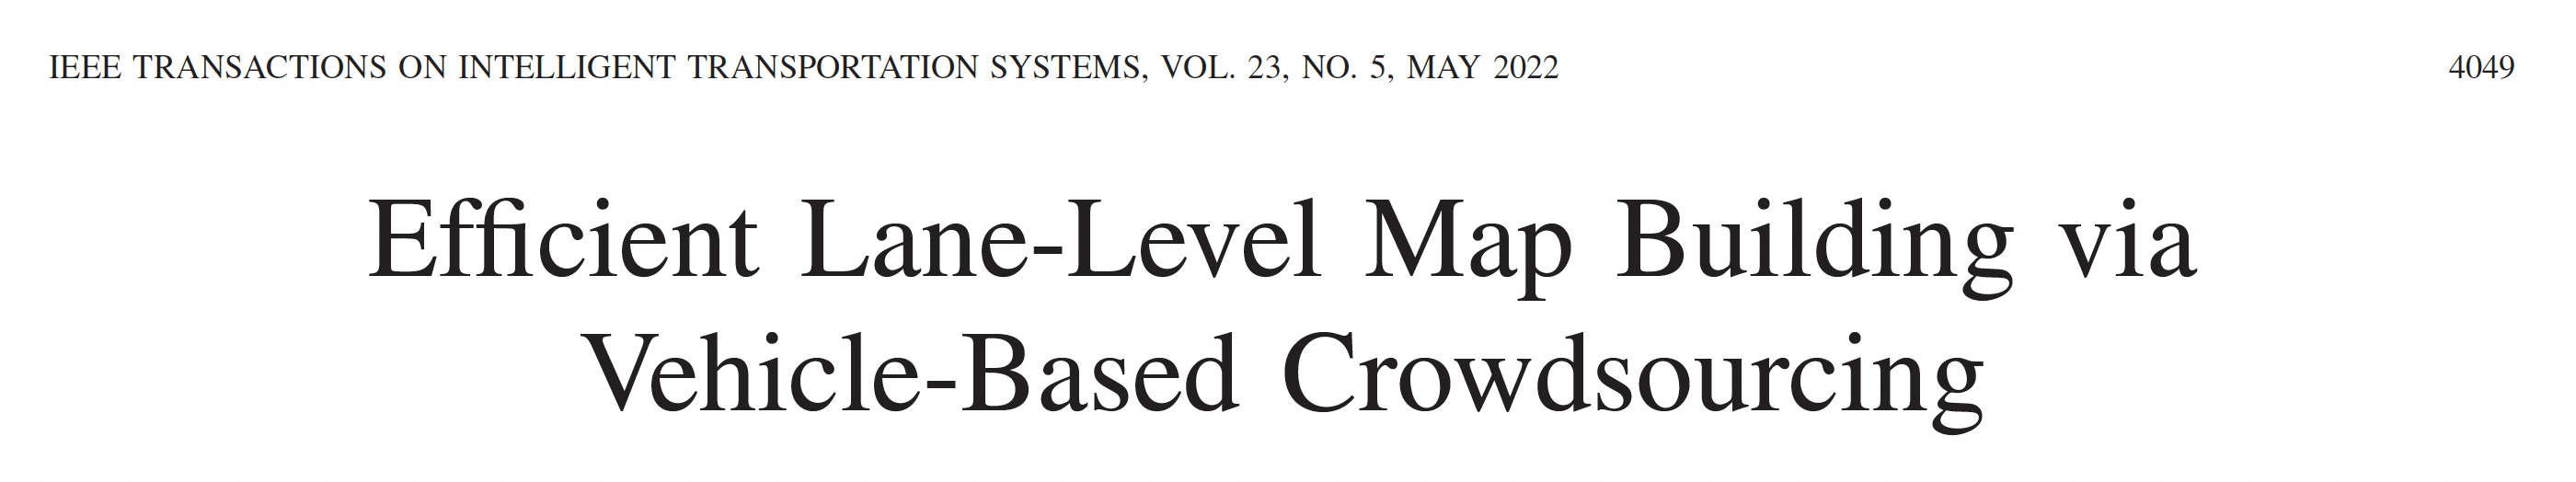 IEEE TRANSACTIONS ON INTELLIGENT TRANSPORTATION SYSTEMS, VOL. 23, NO. 5, MAY 2022 4049
Efficient Lane-Level Map Building via
Vehicle-Based Crowdsourcing